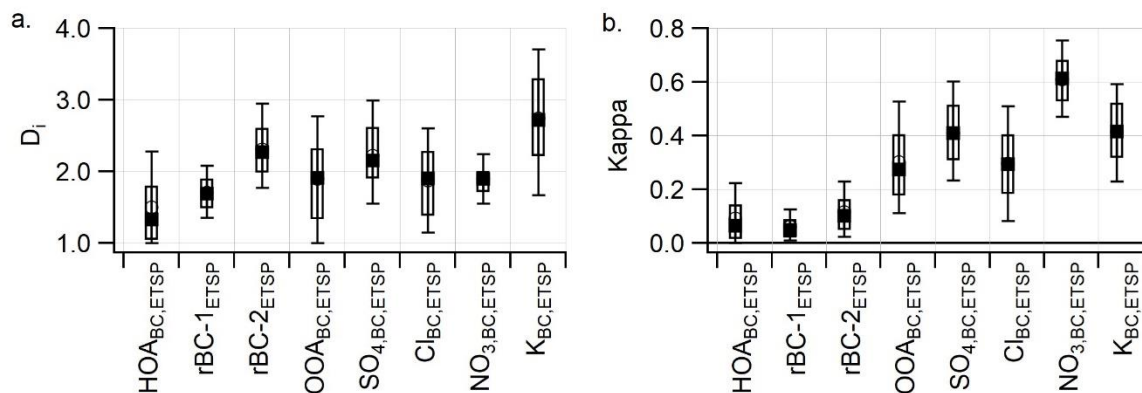 a.
4.0
3.0
2.0
1.0
Di
HOABC,ETSP
rBC-1ETSP
rBC-2ETSP
OOABC,ETSP
SO4,BC,ETSP
ClBC,ETSP
NO3,BC,ETSP
KBC,ETSP
b.
0.8
0.6
0.4
0.2
0.0
Kappa
HOABC,ETSP
rBC-1ETSP
rBC-2ETSP
OOABC,ETSP
SO4,BC,ETSP
ClBC,ETSP
NO3,BC,ETSP
KBC,ETSP